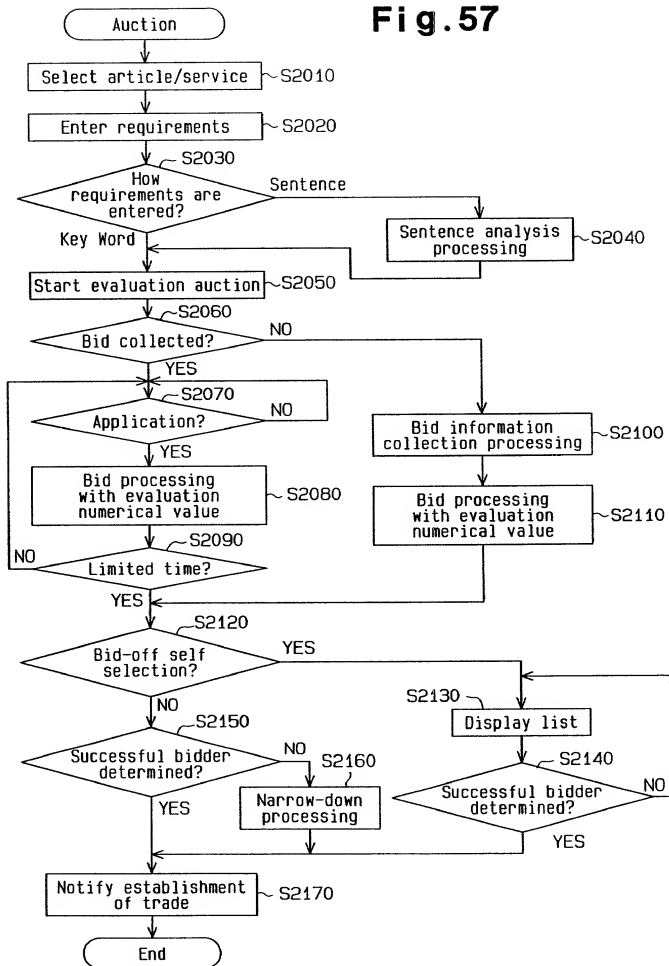 Fig.57
Auction
Select article/service
S2010
Enter requirements
S2020
S2030
How
requirements are
entered?
Sentence
Key Word
Sentence analysis
processing
S2040
Start evaluation auction
S2050
S2060
Bid collected?
NO
YES
S2070
Application?
NO
YES
Bid information
collection processing
S2100
Bid processing
with evaluation
numerical value
S2080
Bid processing
with evaluation
numerical value
S2110
S2090
NO
Limited time?
YES
S2120
Bid-off self
selection?
YES
NO
S2130
Display list
S2150
Successful bidder
determined?
NO
YES
S2160
Narrow-down
processing
S2140
Successful bidder
determined?
NO
YES
Notify establishment
of trade
S2170
End